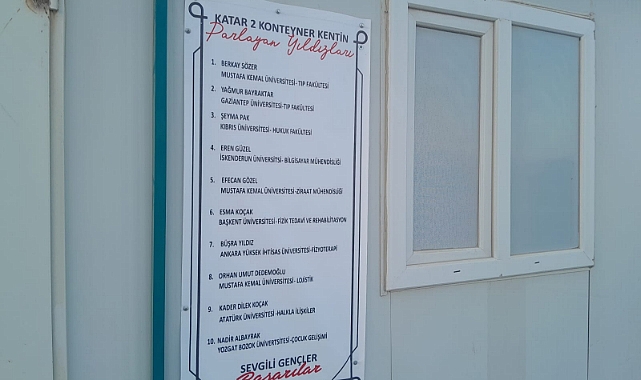 KATAR 2 KONTEYNER KENTİN
Parlayan Yıldızları
1. BERKAY SÖZER
MUSTAFA KEMAL ÜNİVERSİTESİ- TIP FAKÜLTESİ
2. YAĞMUR BAYRAKTAR
GAZİANTEP ÜNİVERSİTESİ-TIP FAKÜLTESİ
3. ŞEYMA PAK
KIBRIS ÜNİVERSİTESİ- HUKUK FAKÜLTESİ
4. EREN GÜZEL
İSKENDERUN ÜNİVERSİTSİ- BİLGİSAYAR MÜHENDİSLİĞİ
5. EFECAN GÖZEL
MUSTAFA KEMAL ÜNİVERSİTESİ-ZİRAAT MÜHENDİSLİĞİ
6. ESMA KOÇAK
BAŞKENT ÜNİVERSİTESİ-FİZİK TEDAVİ VE REHABİLİTASYON
7. BÜŞRA YILDIZ
ANKARA YÜKSEK İHTİSAS ÜNİVERSİTESİ-FİZYOTERAPİ
8. ORHAN UMUT DEDEMOĞLU
MUSTAFA KEMAL ÜNİVERSİTESİ - LOJİSTİK
9. KADER DİLEK KOÇAK
ATATÜRK ÜNİVERSİTESİ -HALKLA İLİŞKİLER
10. NADİR ALBAYRAK
YOZGAT BOZOK ÜNİVERTSİTESİ-ÇOCUK GELİŞİMİ
SEVGİLİ GENÇLER
Başarılar